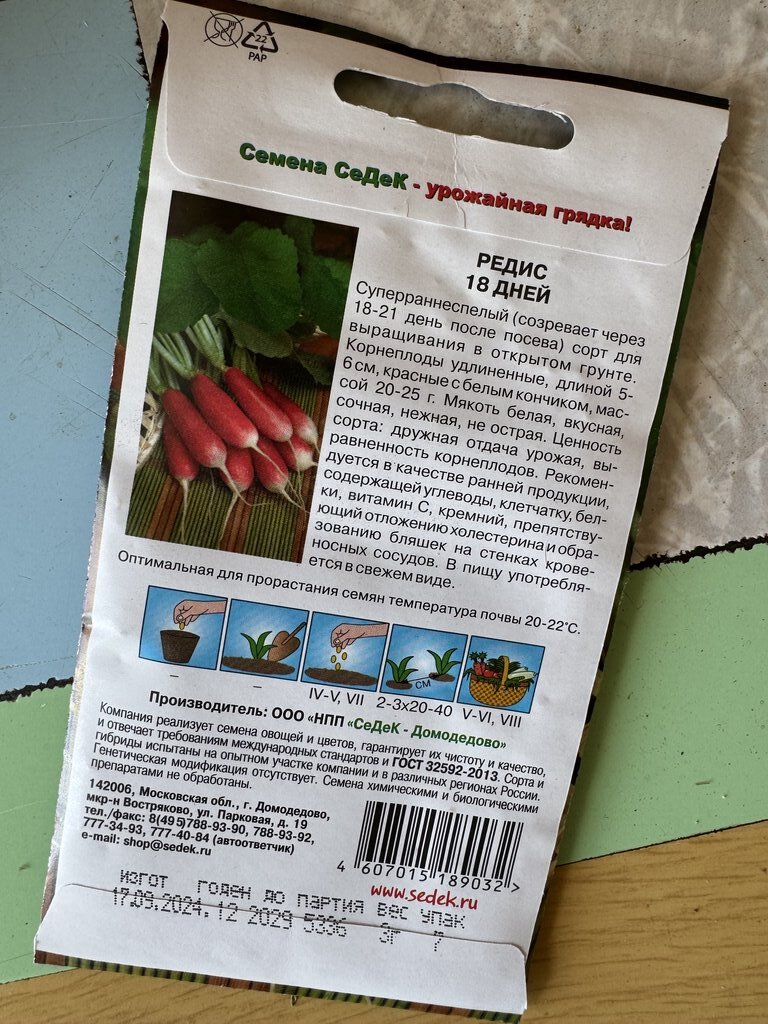 22
PAP
Семена СеДеК - урожайная грядка!
РЕДИС
18 ДНЕЙ
Суперраннеспелый (созревает через
18-21 день после посева) сорт для
выращивания в открытом грунте.
Корнеплоды удлиненные, длиной 5-
6 см, красные с белым кончиком, мас-
сой 20-25 г. Мякоть белая, вкусная,
сочная, нежная, не острая. Ценность
сорта: дружная отдача урожая, вы-
равненность корнеплодов. Рекомен-
дуется в качестве ранней продукции,
содержащей углеводы, клетчатку, бел-
ки, витамин С, кремний, препятству-
ющий отложению холестерина и обра-
зованию бляшек на стенках крове-
носных сосудов. В пищу употребля-
ется в свежем виде.
Оптимальная для прорастания семян температура почвы 20-22°С.
см
– – IV-V, VII 2-3х20-40 V-VI, VIII
Производитель: ООО «НПП «СеДеК - Домодедово»
Компания реализует семена овощей и цветов, гарантирует их чистоту и качество,
и отвечает требованиям международных стандартов и ГОСТ 32592-2013. Сорта и
гибриды испытаны на опытном участке компании и в различных регионах России.
Генетическая модификация отсутствует. Семена химическими и биологическими
препаратами не обработаны.
142006, Московская обл., г. Домодедово,
мкр-н Востряково, ул. Парковая, д. 19
тел./факс: 8(495)788-93-90, 788-93-92,
777-34-93, 777-40-84 (автоответчик)
e-mail: shop@sedek.ru
4 607015 189032 >
www.sedek.ru
изгот годен до партия вес упак
17.09.2024. 12 2029 5336 3г 7